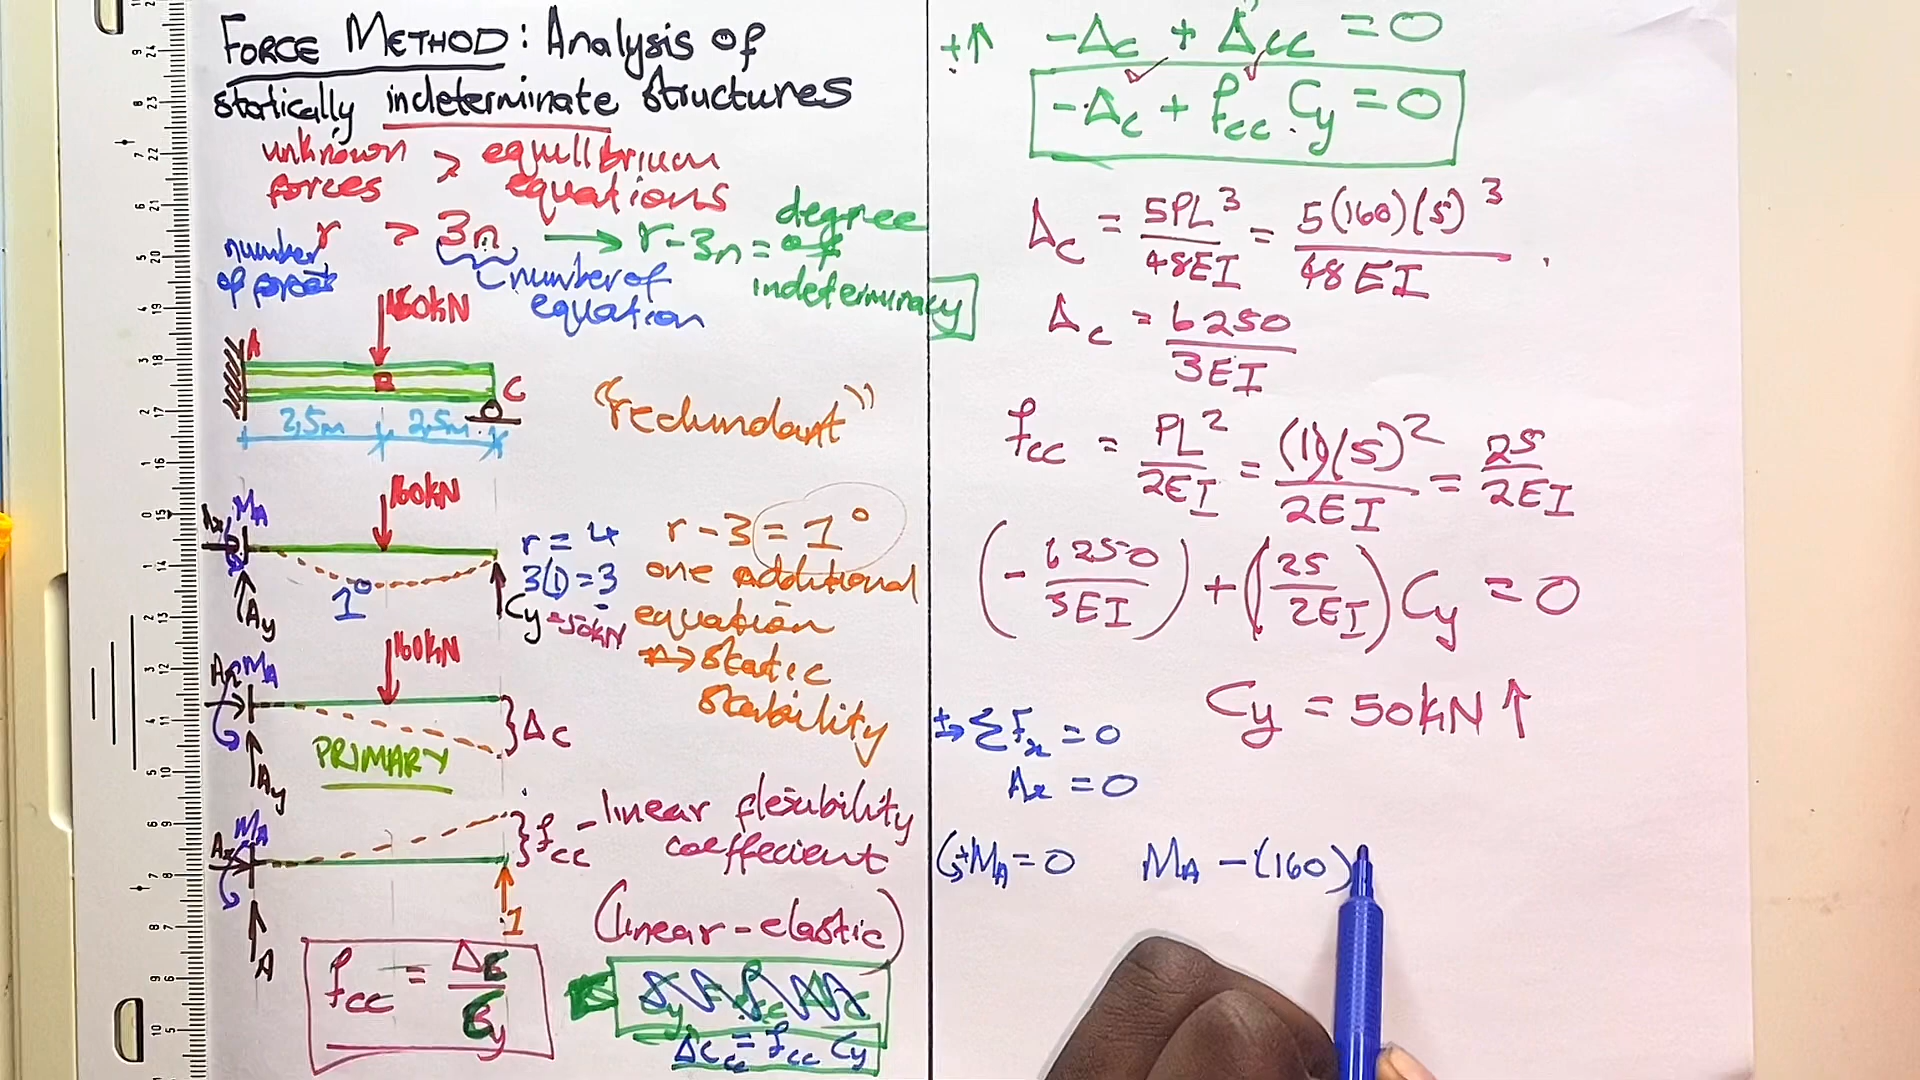 FORCE METHOD: Analysis of
statically indeterminate structures
unknown forces > equilibrium equations
r > 3n → r-3n = degree of indeterminacy
number of forces
number of equation
160kN
A
B
C
2,5m 2,5m
"redundant"
160kN
Ax MA
1°
Ay
Cy = 50kN
r = 4
3(1) = 3
r - 3 = 1°
one additional
equation
→ static
stability
160kN
Ax MA
}Δc
PRIMARY
Ay
MA
Ax
}fcc - linear flexibility
coeffecient
1
A
(linear-elastic)
fcc = Δc/Cy
Δcc = fcc Cy
+↑ -Δc + Δcc = 0
-Δc + fcc . Cy = 0
Δc = 5PL³/48EI = 5(160)(5)³/48EI .
Δc = 6250/3EI
fcc = PL²/2EI = (1)(5)²/2EI = 25/2EI
(-6250/3EI) + (25/2EI) Cy = 0
Cy = 50kN ↑
+→ ΣFx = 0
Ax = 0
+MA = 0 MA - (160)